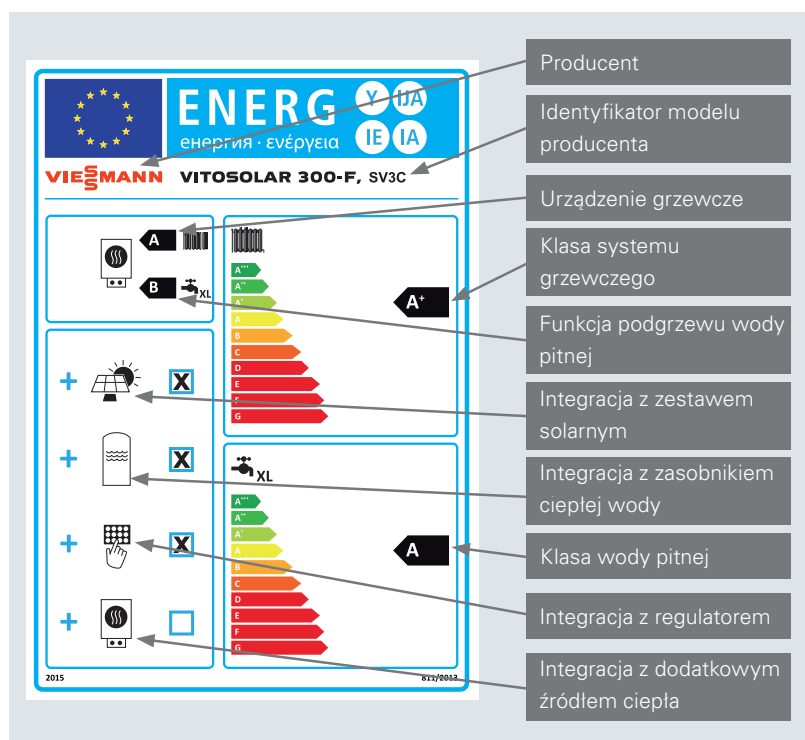 ENERG
Y IJA
IE IA
енергия · ενέργεια
VIESSMANN VITOSOLAR 300-F, SV3C
A
B XL
+ X
+ X
+ X
+
A+++
A++
A+
A
B
C
D
E
F
G
A+
XL
A+++
A++
A+
A
B
C
D
E
F
G
A
2015
811/2013
Producent
Identyfikator modelu
producenta
Urządzenie grzewcze
Klasa systemu
grzewczego
Funkcja podgrzewu wody
pitnej
Integracja z zestawem
solarnym
Integracja z zasobnikiem
ciepłej wody
Klasa wody pitnej
Integracja z regulatorem
Integracja z dodatkowym
źródłem ciepła